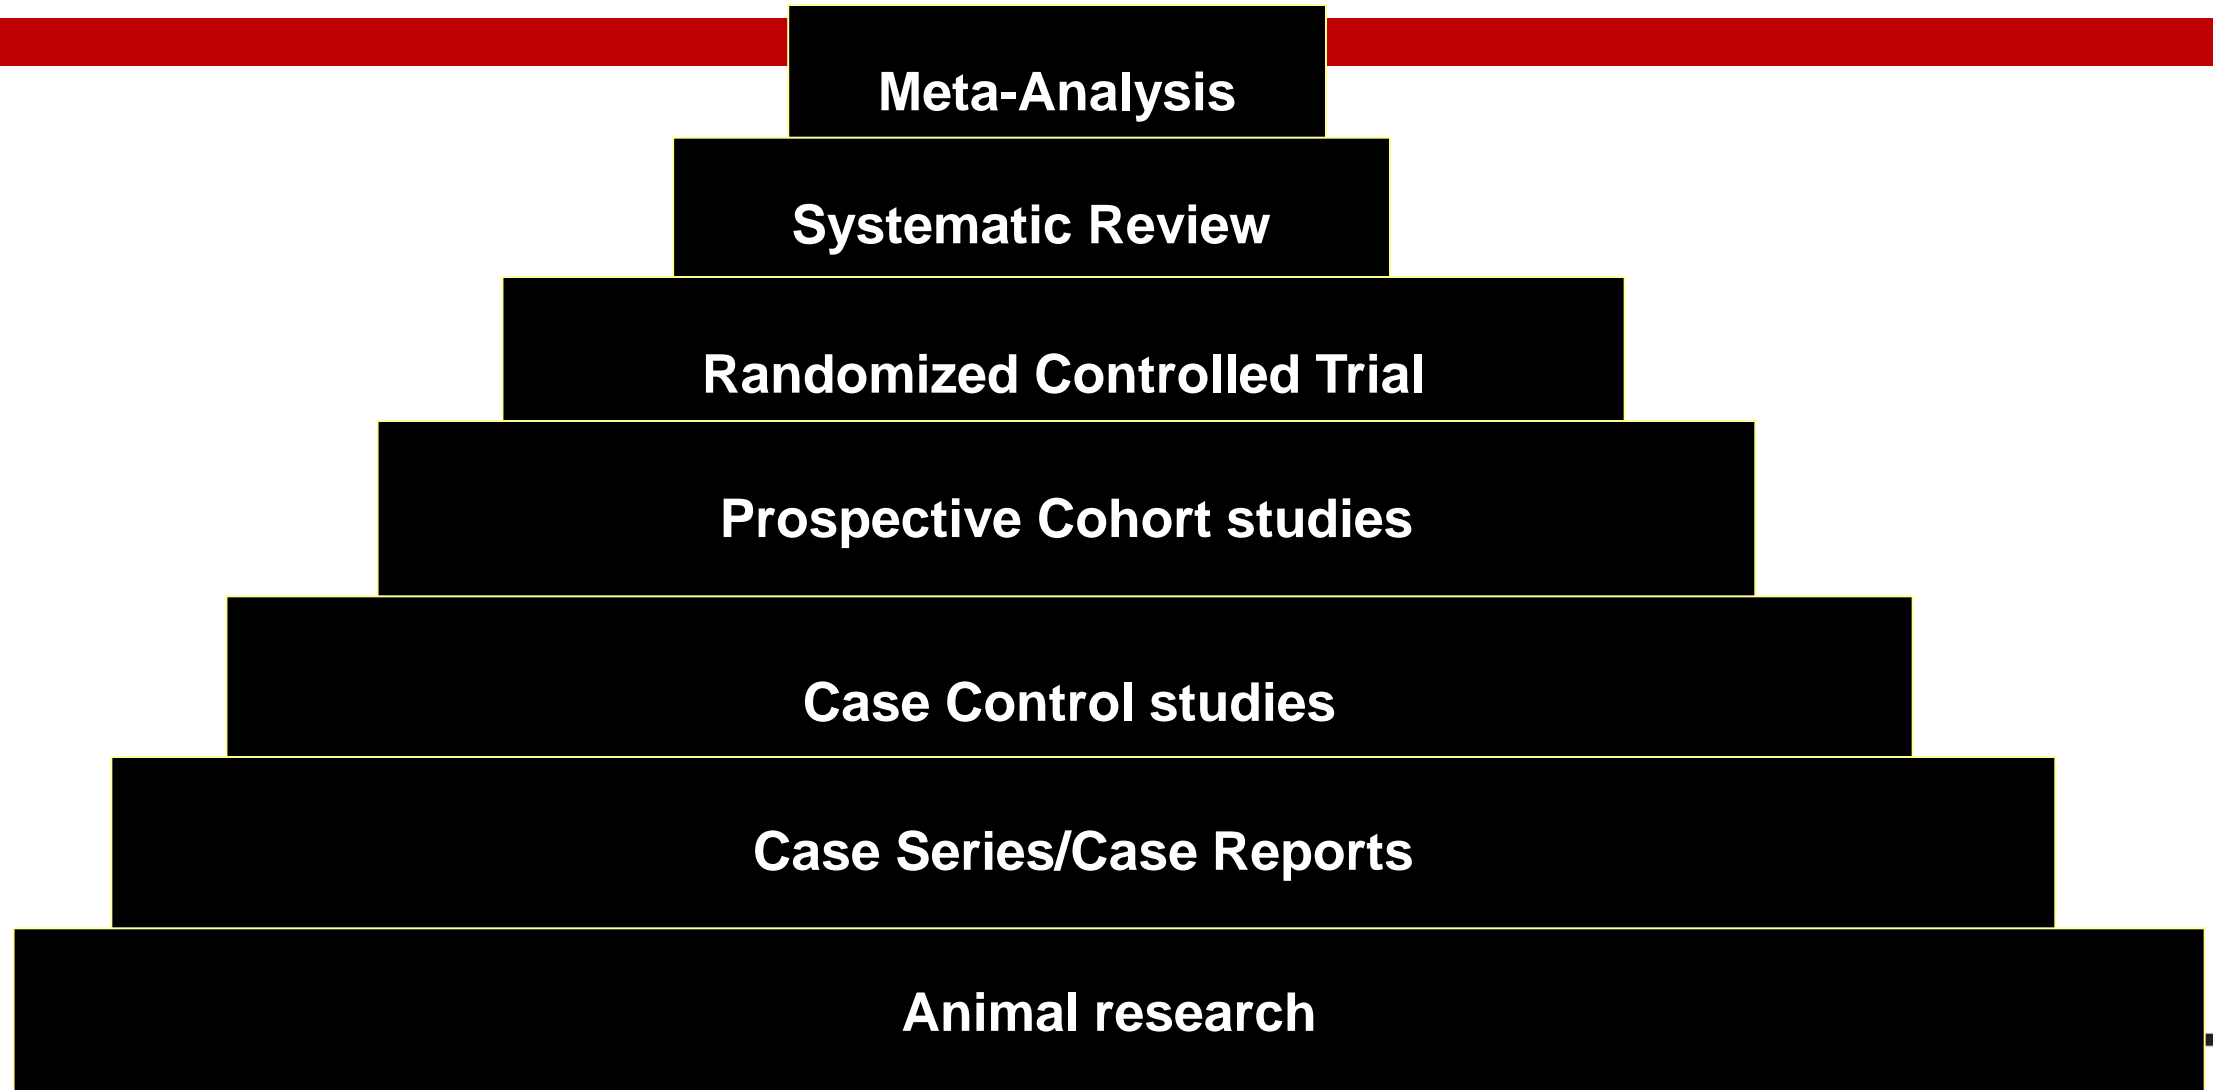 Meta-Analysis
Systematic Review
Randomized Controlled Trial
Prospective Cohort studies
Case Control studies
Case Series/Case Reports
Animal research